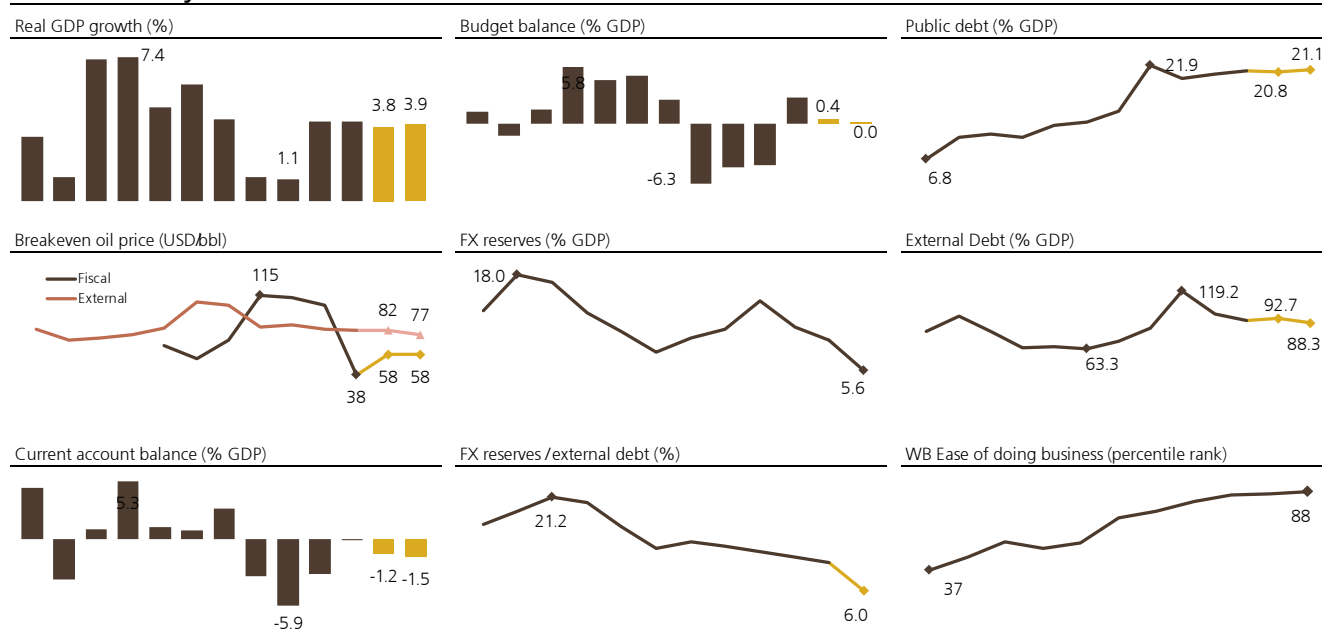 Real GDP growth (%)
7.4
1.1
3.8
3.9
Budget balance (% GDP)
5.8
-6.3
0.4
0.0
Public debt (% GDP)
6.8
21.9
20.8
21.1
Breakeven oil price (USD/bbl)
Fiscal
External
115
38
82
77
58
58
FX reserves (% GDP)
18.0
5.6
External Debt (% GDP)
63.3
119.2
92.7
88.3
Current account balance (% GDP)
5.3
-5.9
-1.2
-1.5
FX reserves /external debt (%)
21.2
6.0
WB Ease of doing business (percentile rank)
37
88